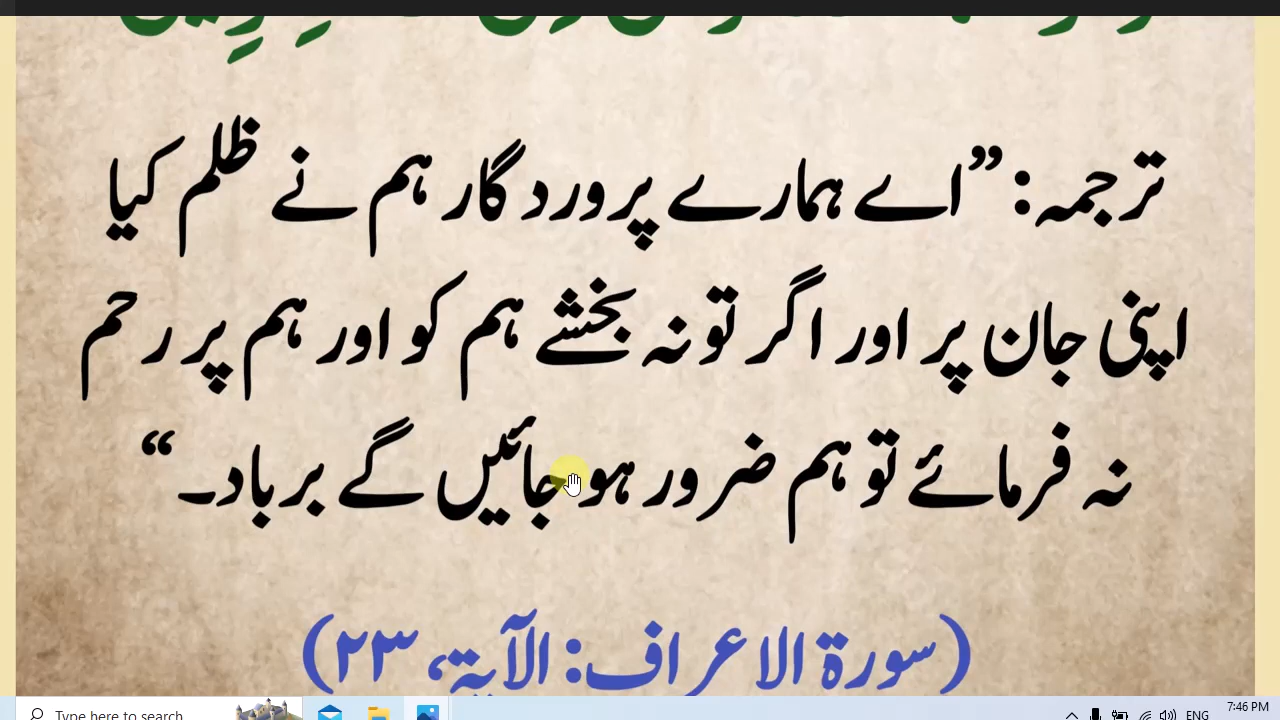 ترجمہ: ”اے ہمارے پروردگار ہم نے ظلم کیا
اپنی جان پر اور اگر تو نہ بخشے ہم کو اور ہم پر رحم
نہ فرمائے تو ہم ضرور ہو جائیں گے برباد۔“
(سورۃ الاعراف: الآیۃ، ۲۳)
Type here to search
ENG
7:46 PM